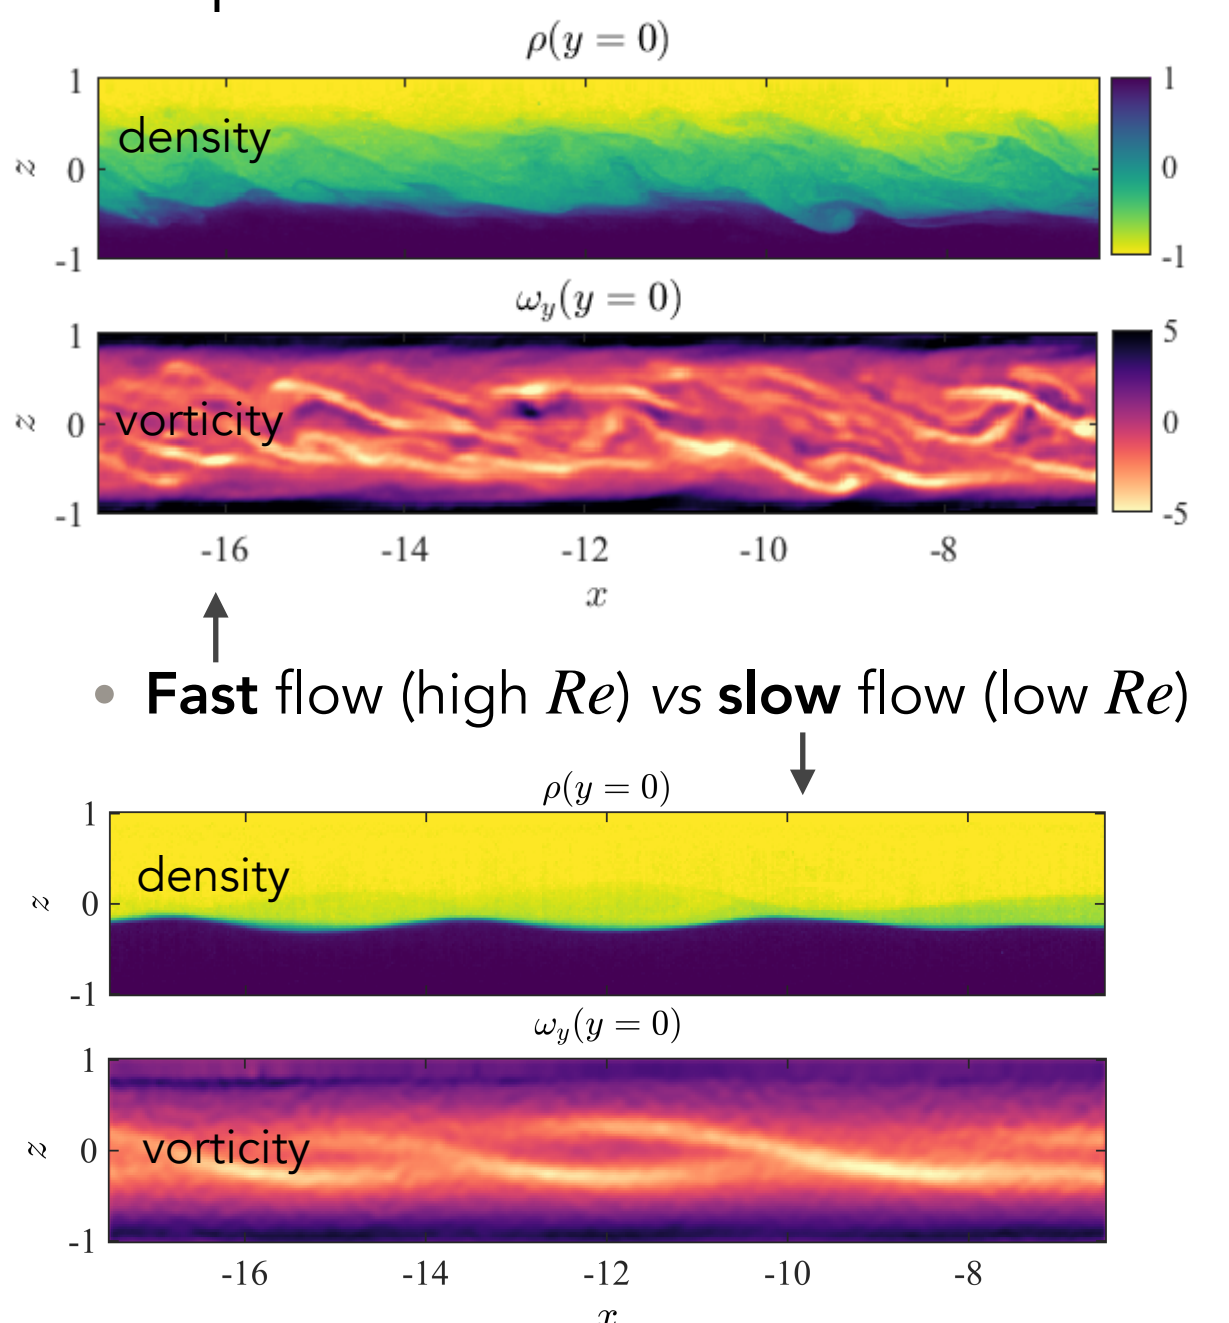 ρ(y = 0)
1
density
z 0
-1
1
0
-1
ω_y(y = 0)
1
vorticity
z 0
-1
5
0
-5
-16 -14 -12 -10 -8
x
• Fast flow (high Re) vs slow flow (low Re)
ρ(y = 0)
1
density
z 0
-1
ω_y(y = 0)
1
vorticity
z 0
-1
-16 -14 -12 -10 -8
x